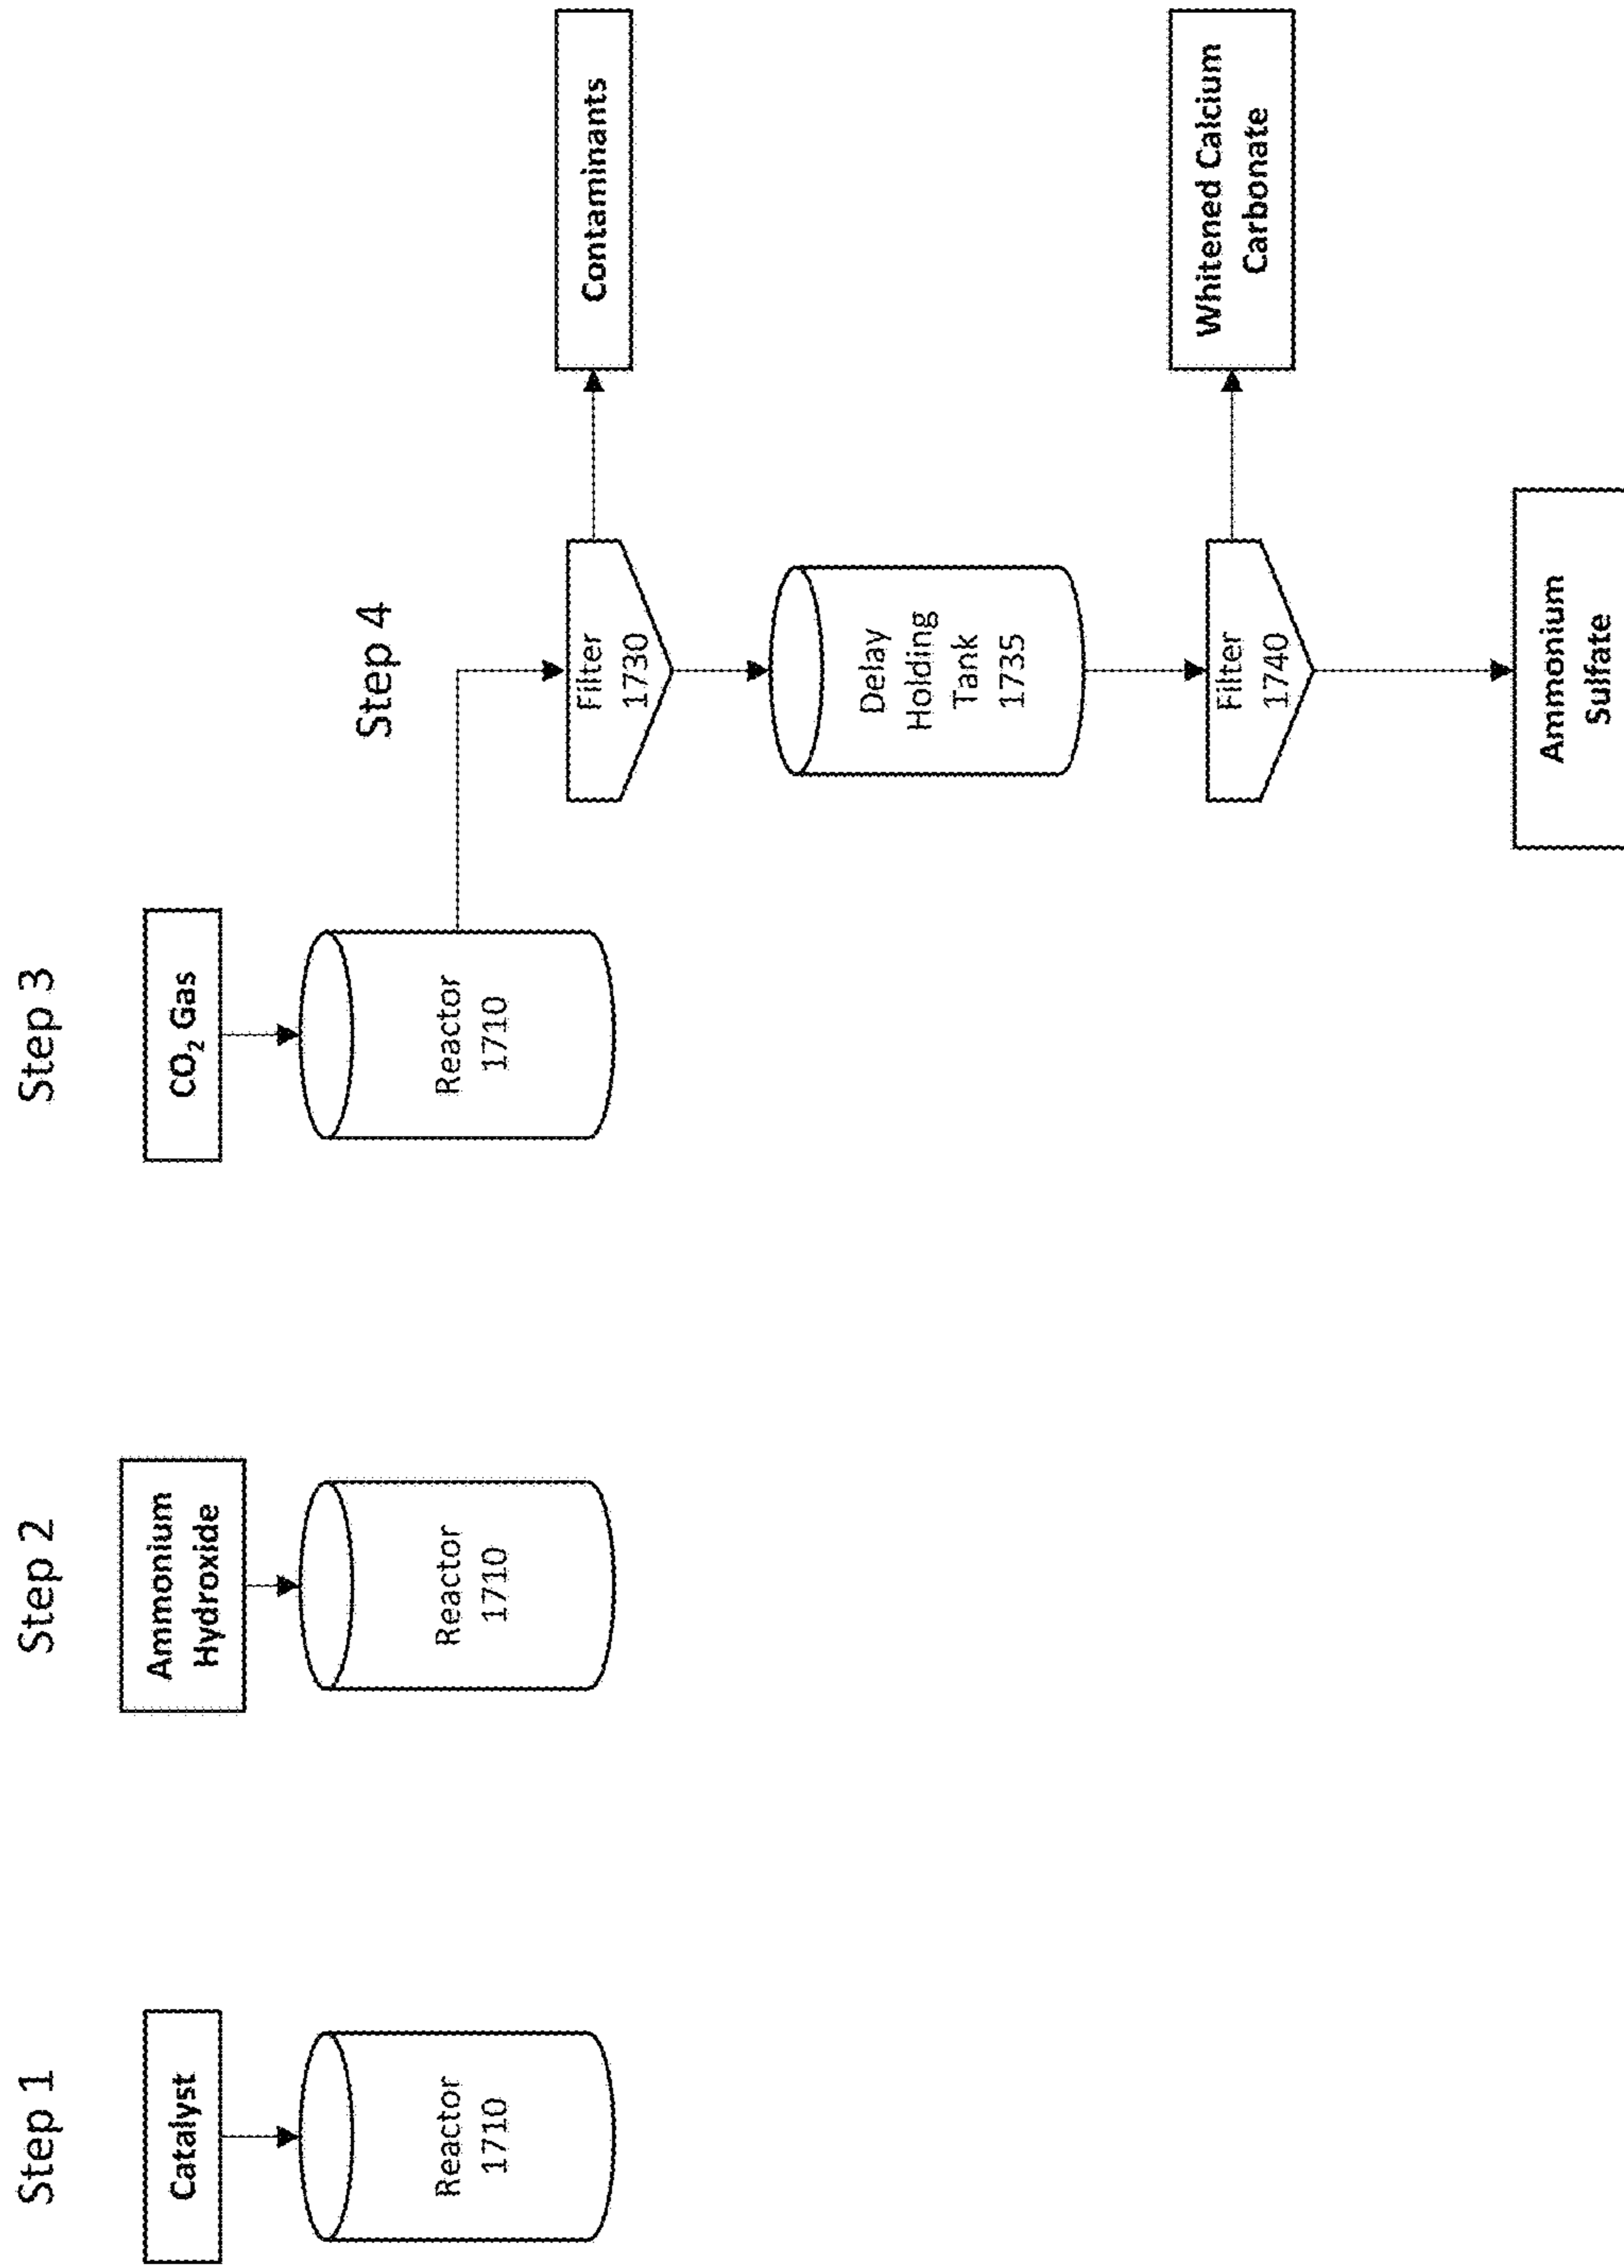 Step 1
Catalyst
Reactor
1710
Step 2
Ammonium
Hydroxide
Reactor
1710
Step 3
CO₂ Gas
Reactor
1710
Step 4
Filter
1730
Contaminants
Delay
Holding
Tank
1735
Filter
1740
Whitened Calcium
Carbonate
Ammonium
Sulfate